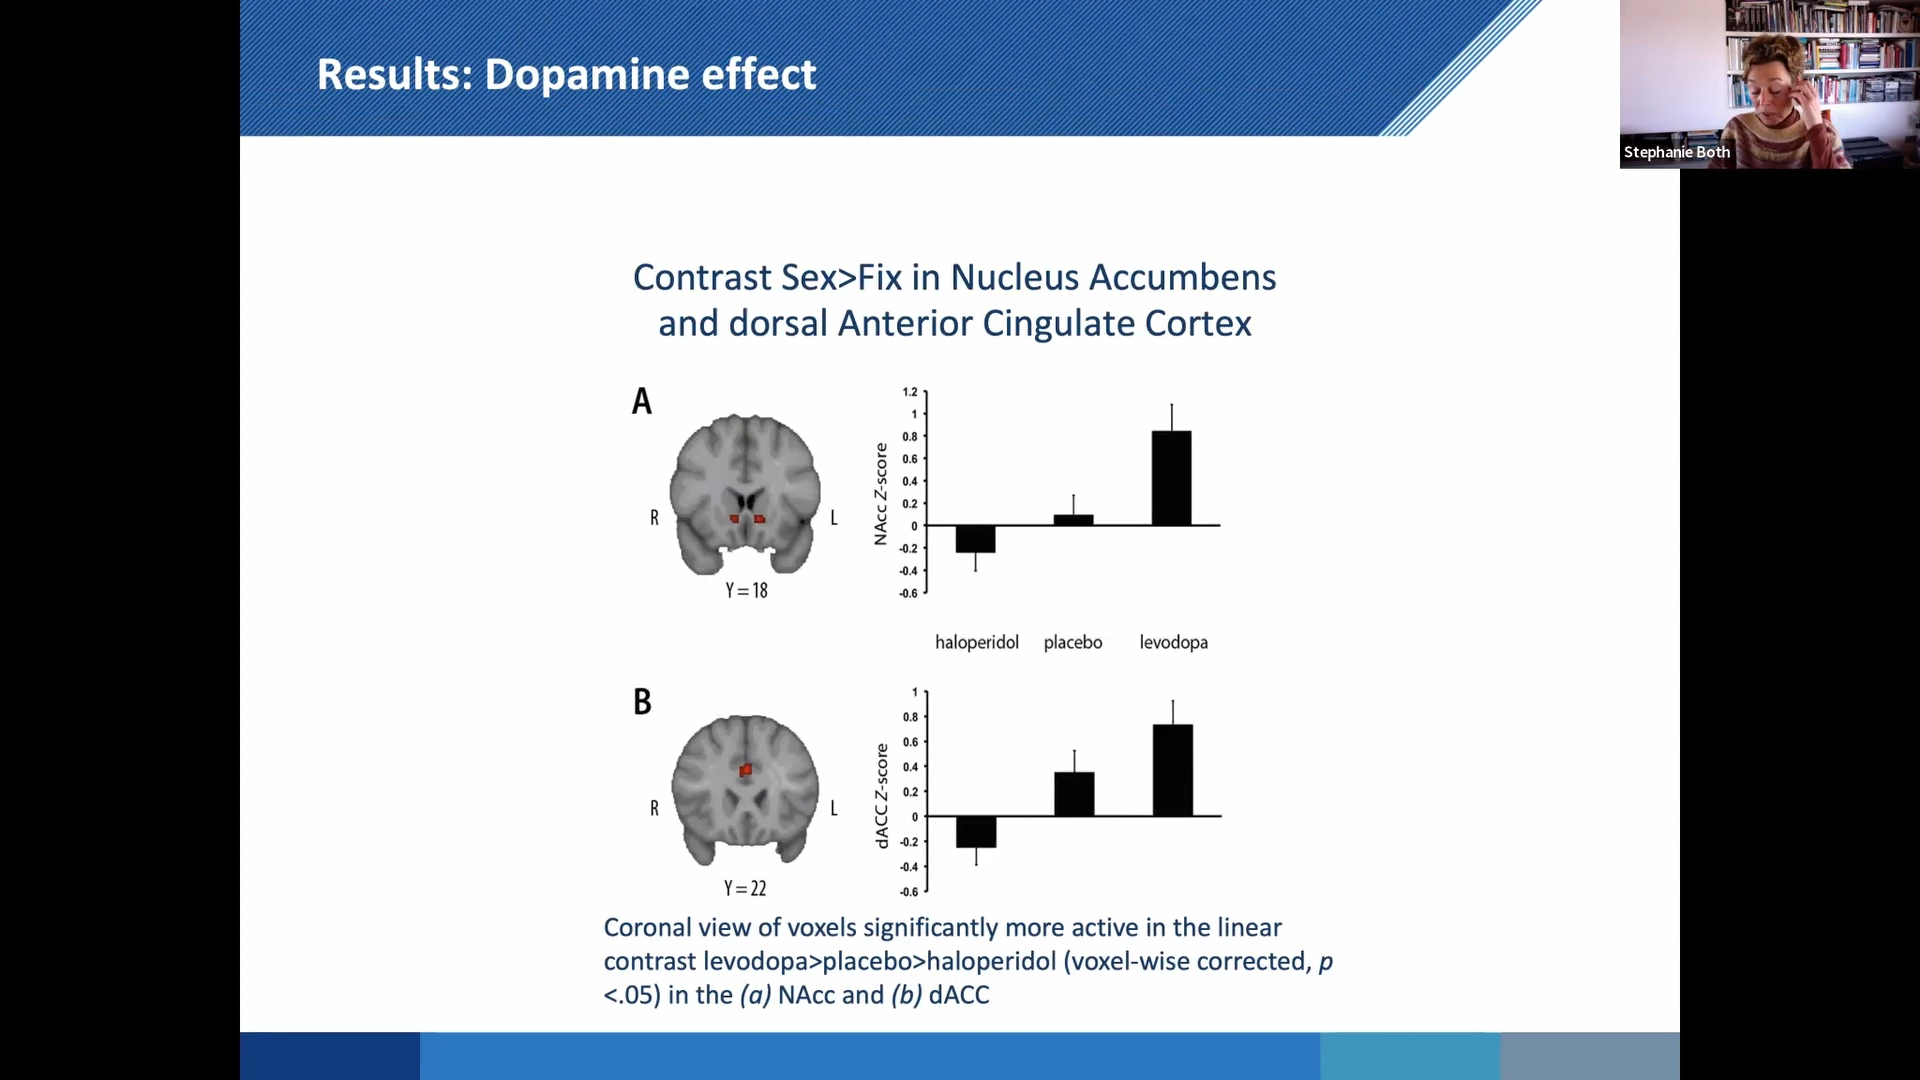 Results: Dopamine effect
Stephanie Both
Contrast Sex>Fix in Nucleus Accumbens
and dorsal Anterior Cingulate Cortex
A
R
L
Y = 18
NAcc Z-score
1.2
1
0.8
0.6
0.4
0.2
0
-0.2
-0.4
-0.6
haloperidol placebo levodopa
B
R
L
Y = 22
dACC Z-score
1
0.8
0.6
0.4
0.2
0
-0.2
-0.4
-0.6
Coronal view of voxels significantly more active in the linear
contrast levodopa>placebo>haloperidol (voxel-wise corrected, p
<.05) in the (a) NAcc and (b) dACC